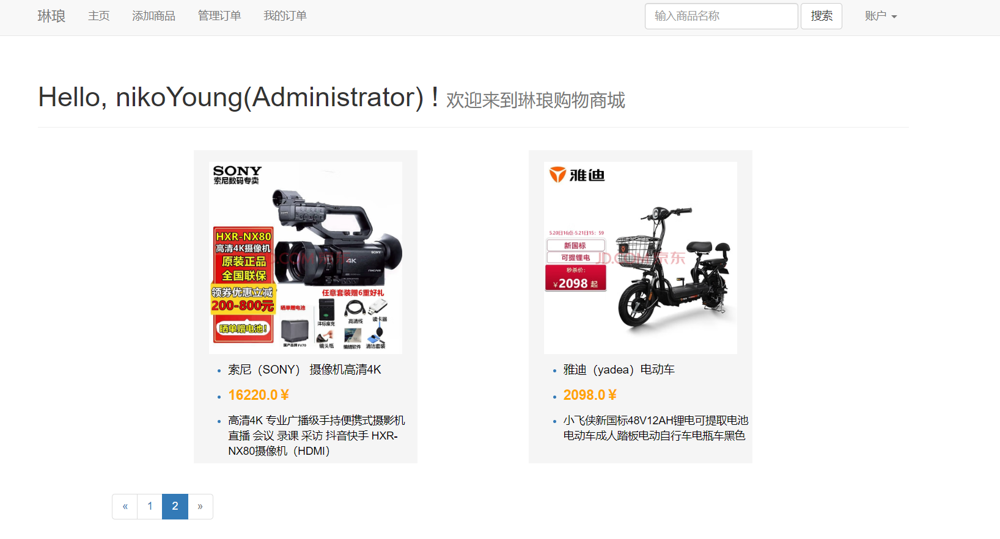 琳琅 主页 添加商品 管理订单 我的订单 输入商品名称 搜索 账户
Hello, nikoYoung(Administrator) ! 欢迎来到琳琅购物商城
SONY
索尼数码专卖
HXR-NX80
高清4K摄像机
原装正品
全国联保
领券优惠立减
200-800元
晒单赠电池!
SONY
4K
JD.COM 京东
任意套装赠6重好礼
晒单赠电池
国产品牌 FV70
沣标座充
高清线
读卡器
镜头纸
编辑软件
清洁套装
索尼（SONY） 摄像机高清4K
16220.0 ¥
高清4K 专业广播级手持便携式摄影机
直播 会议 录课 采访 抖音快手 HXR-
NX80摄像机（HDMI）
雅迪
5.20日16点-5.21日15：59
新国标
可提锂电
秒杀价：
¥2098 起
JD.COM 京东
雅迪（yadea）电动车
2098.0 ¥
小飞侠新国标48V12AH锂电可提取电池
电动车成人踏板电动自行车电瓶车黑色
« 1 2 »